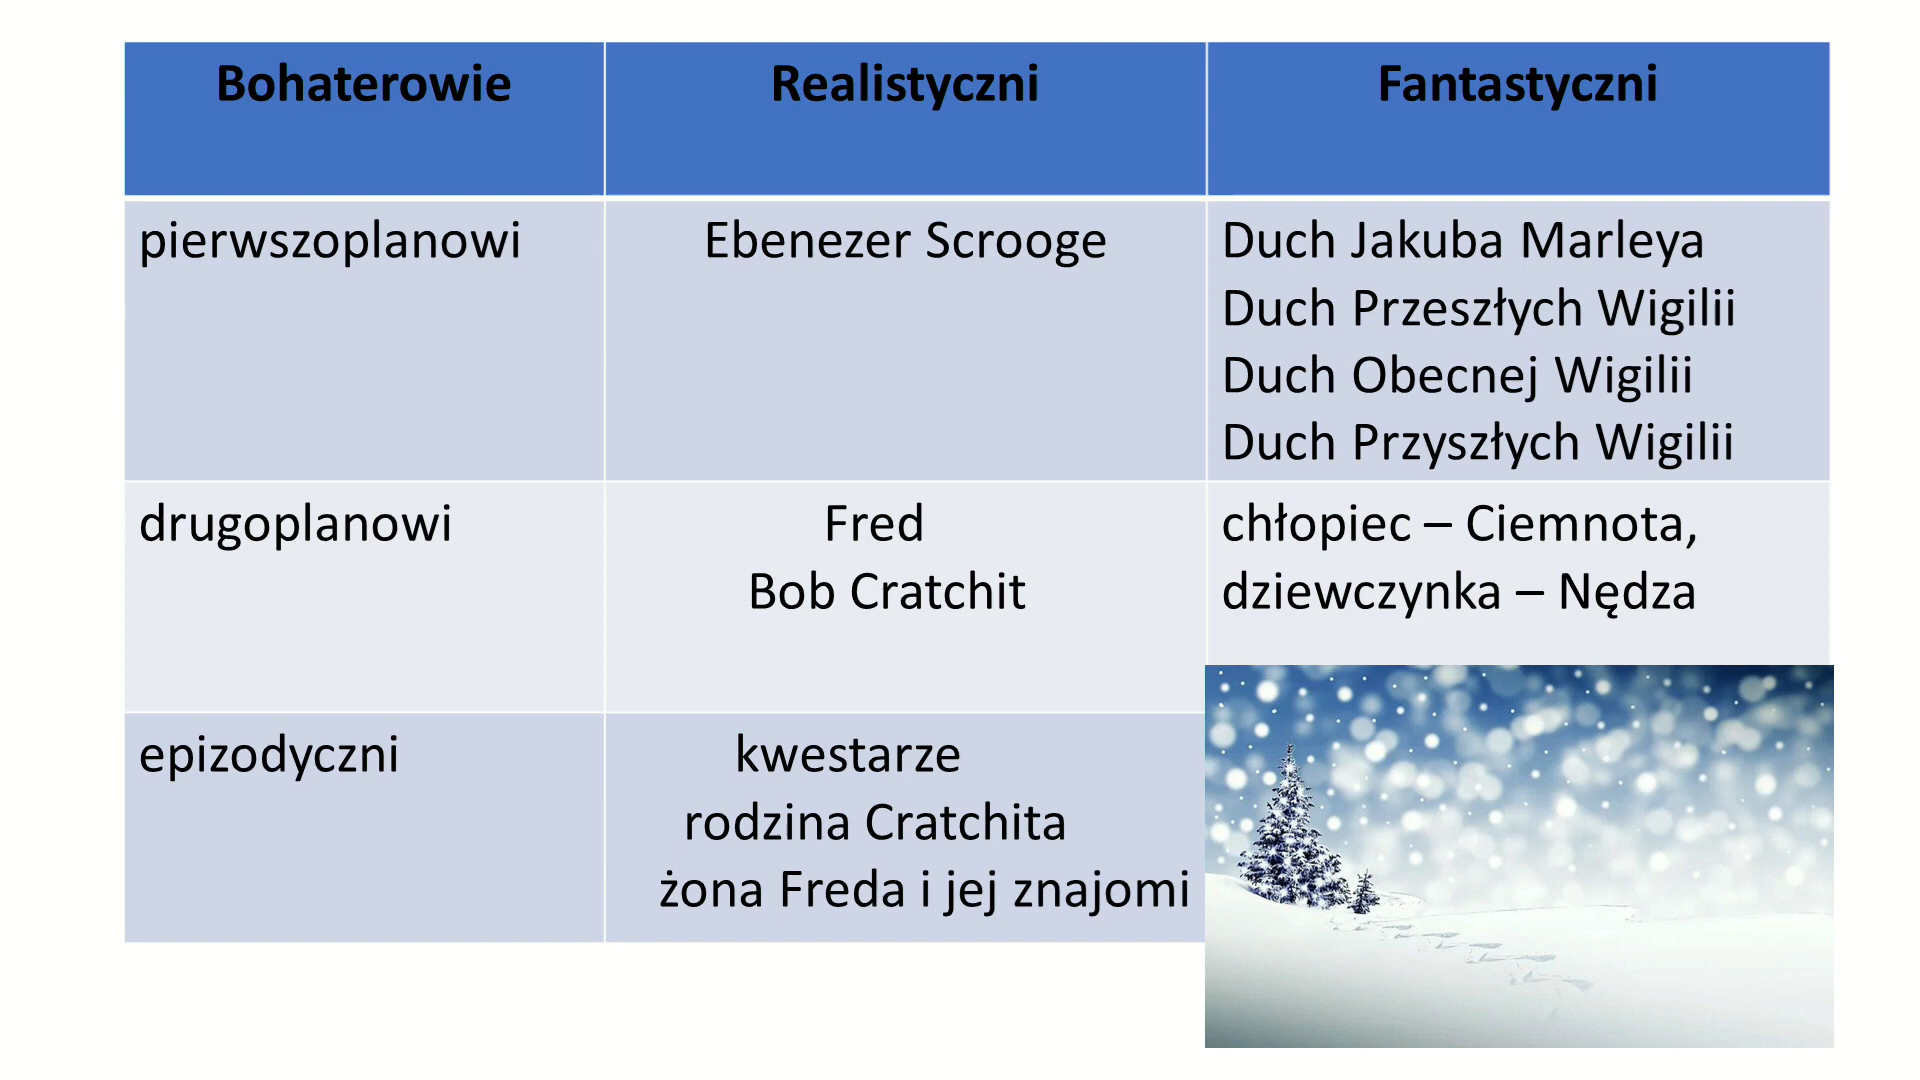 Bohaterowie Realistyczni Fantastyczni
pierwszoplanowi Ebenezer Scrooge Duch Jakuba Marleya
Duch Przeszłych Wigilii
Duch Obecnej Wigilii
Duch Przyszłych Wigilii
drugoplanowi Fred chłopiec – Ciemnota,
Bob Cratchit dziewczynka – Nędza
epizodyczni kwestarze
rodzina Cratchita
żona Freda i jej znajomi